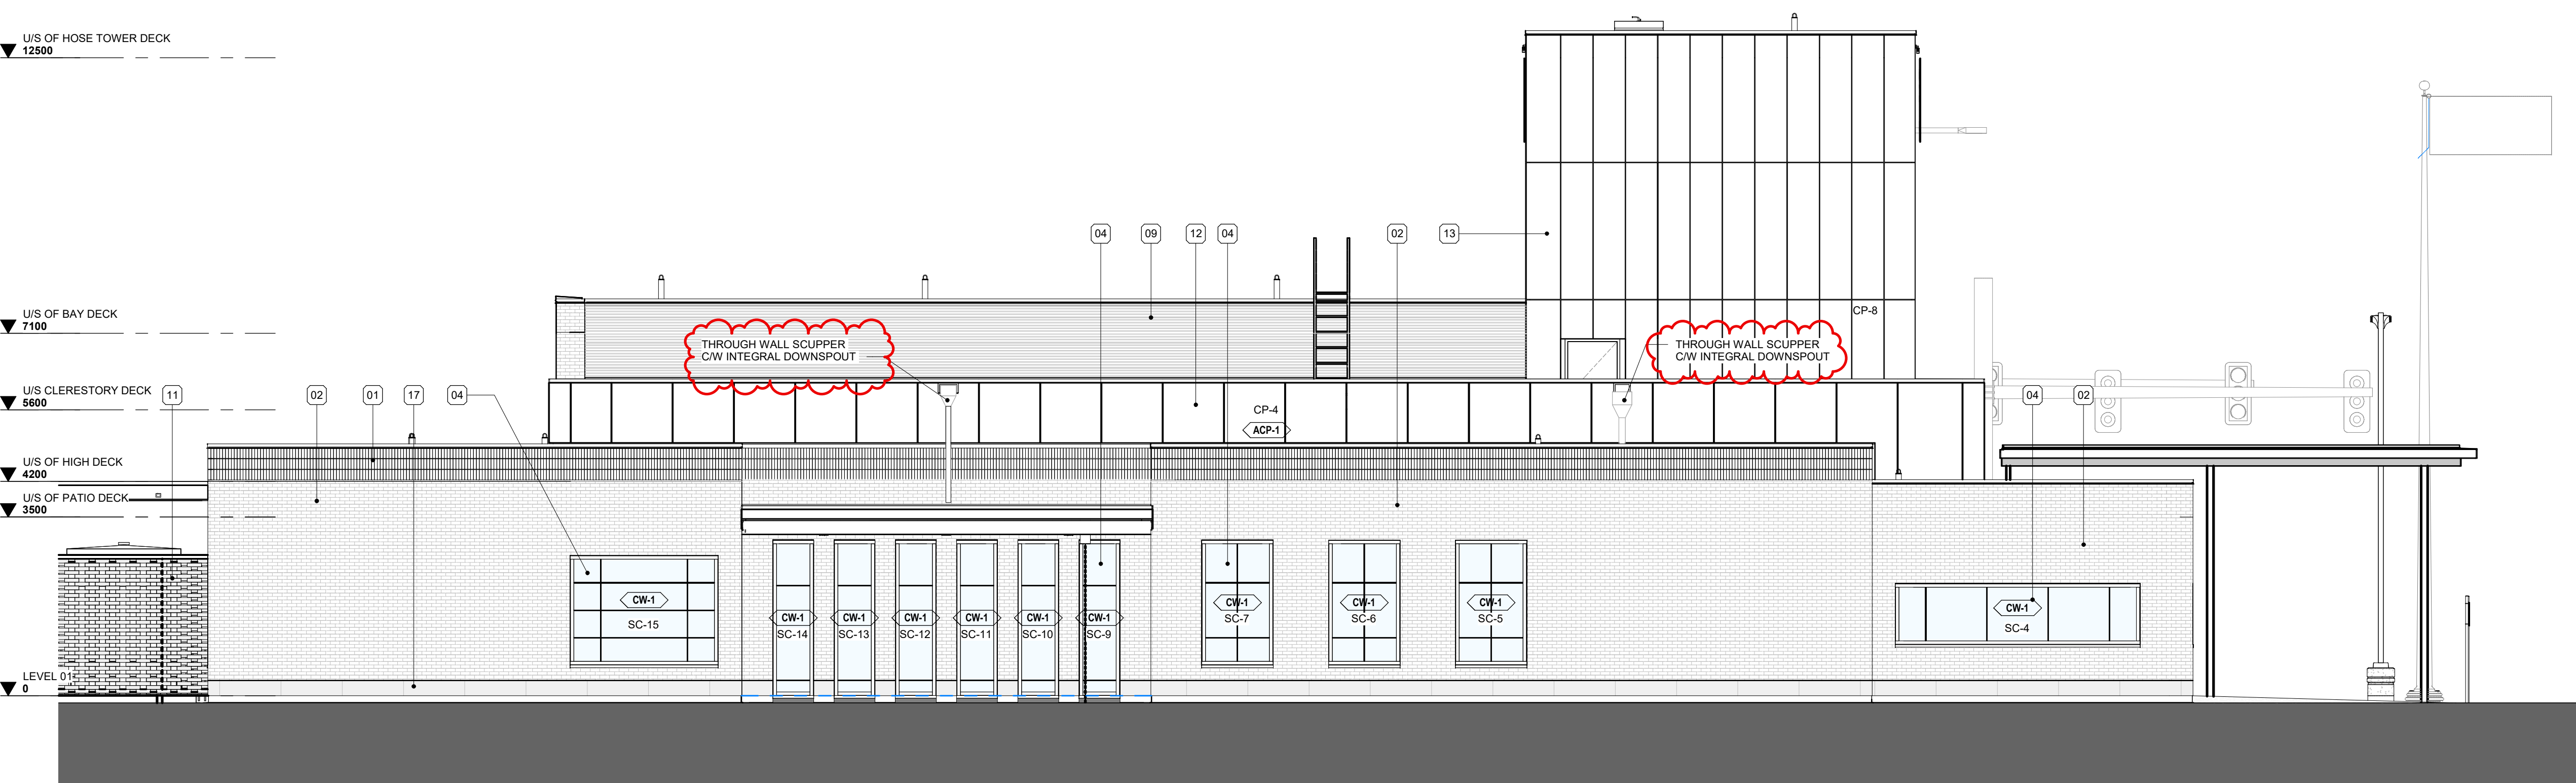 U/S OF HOSE TOWER DECK
12500
04
09
12
04
02
13
CP-8
U/S OF BAY DECK
7100
THROUGH WALL SCUPPER
C/W INTEGRAL DOWNSPOUT
THROUGH WALL SCUPPER
C/W INTEGRAL DOWNSPOUT
U/S CLERESTORY DECK
5600
11
02
01
17
04
04
02
CP-4
ACP-1
U/S OF HIGH DECK
4200
U/S OF PATIO DECK
3500
CW-1
SC-15
CW-1
SC-14
CW-1
SC-13
CW-1
SC-12
CW-1
SC-11
CW-1
SC-10
CW-1
SC-9
CW-1
SC-7
CW-1
SC-6
CW-1
SC-5
CW-1
SC-4
LEVEL 01
0